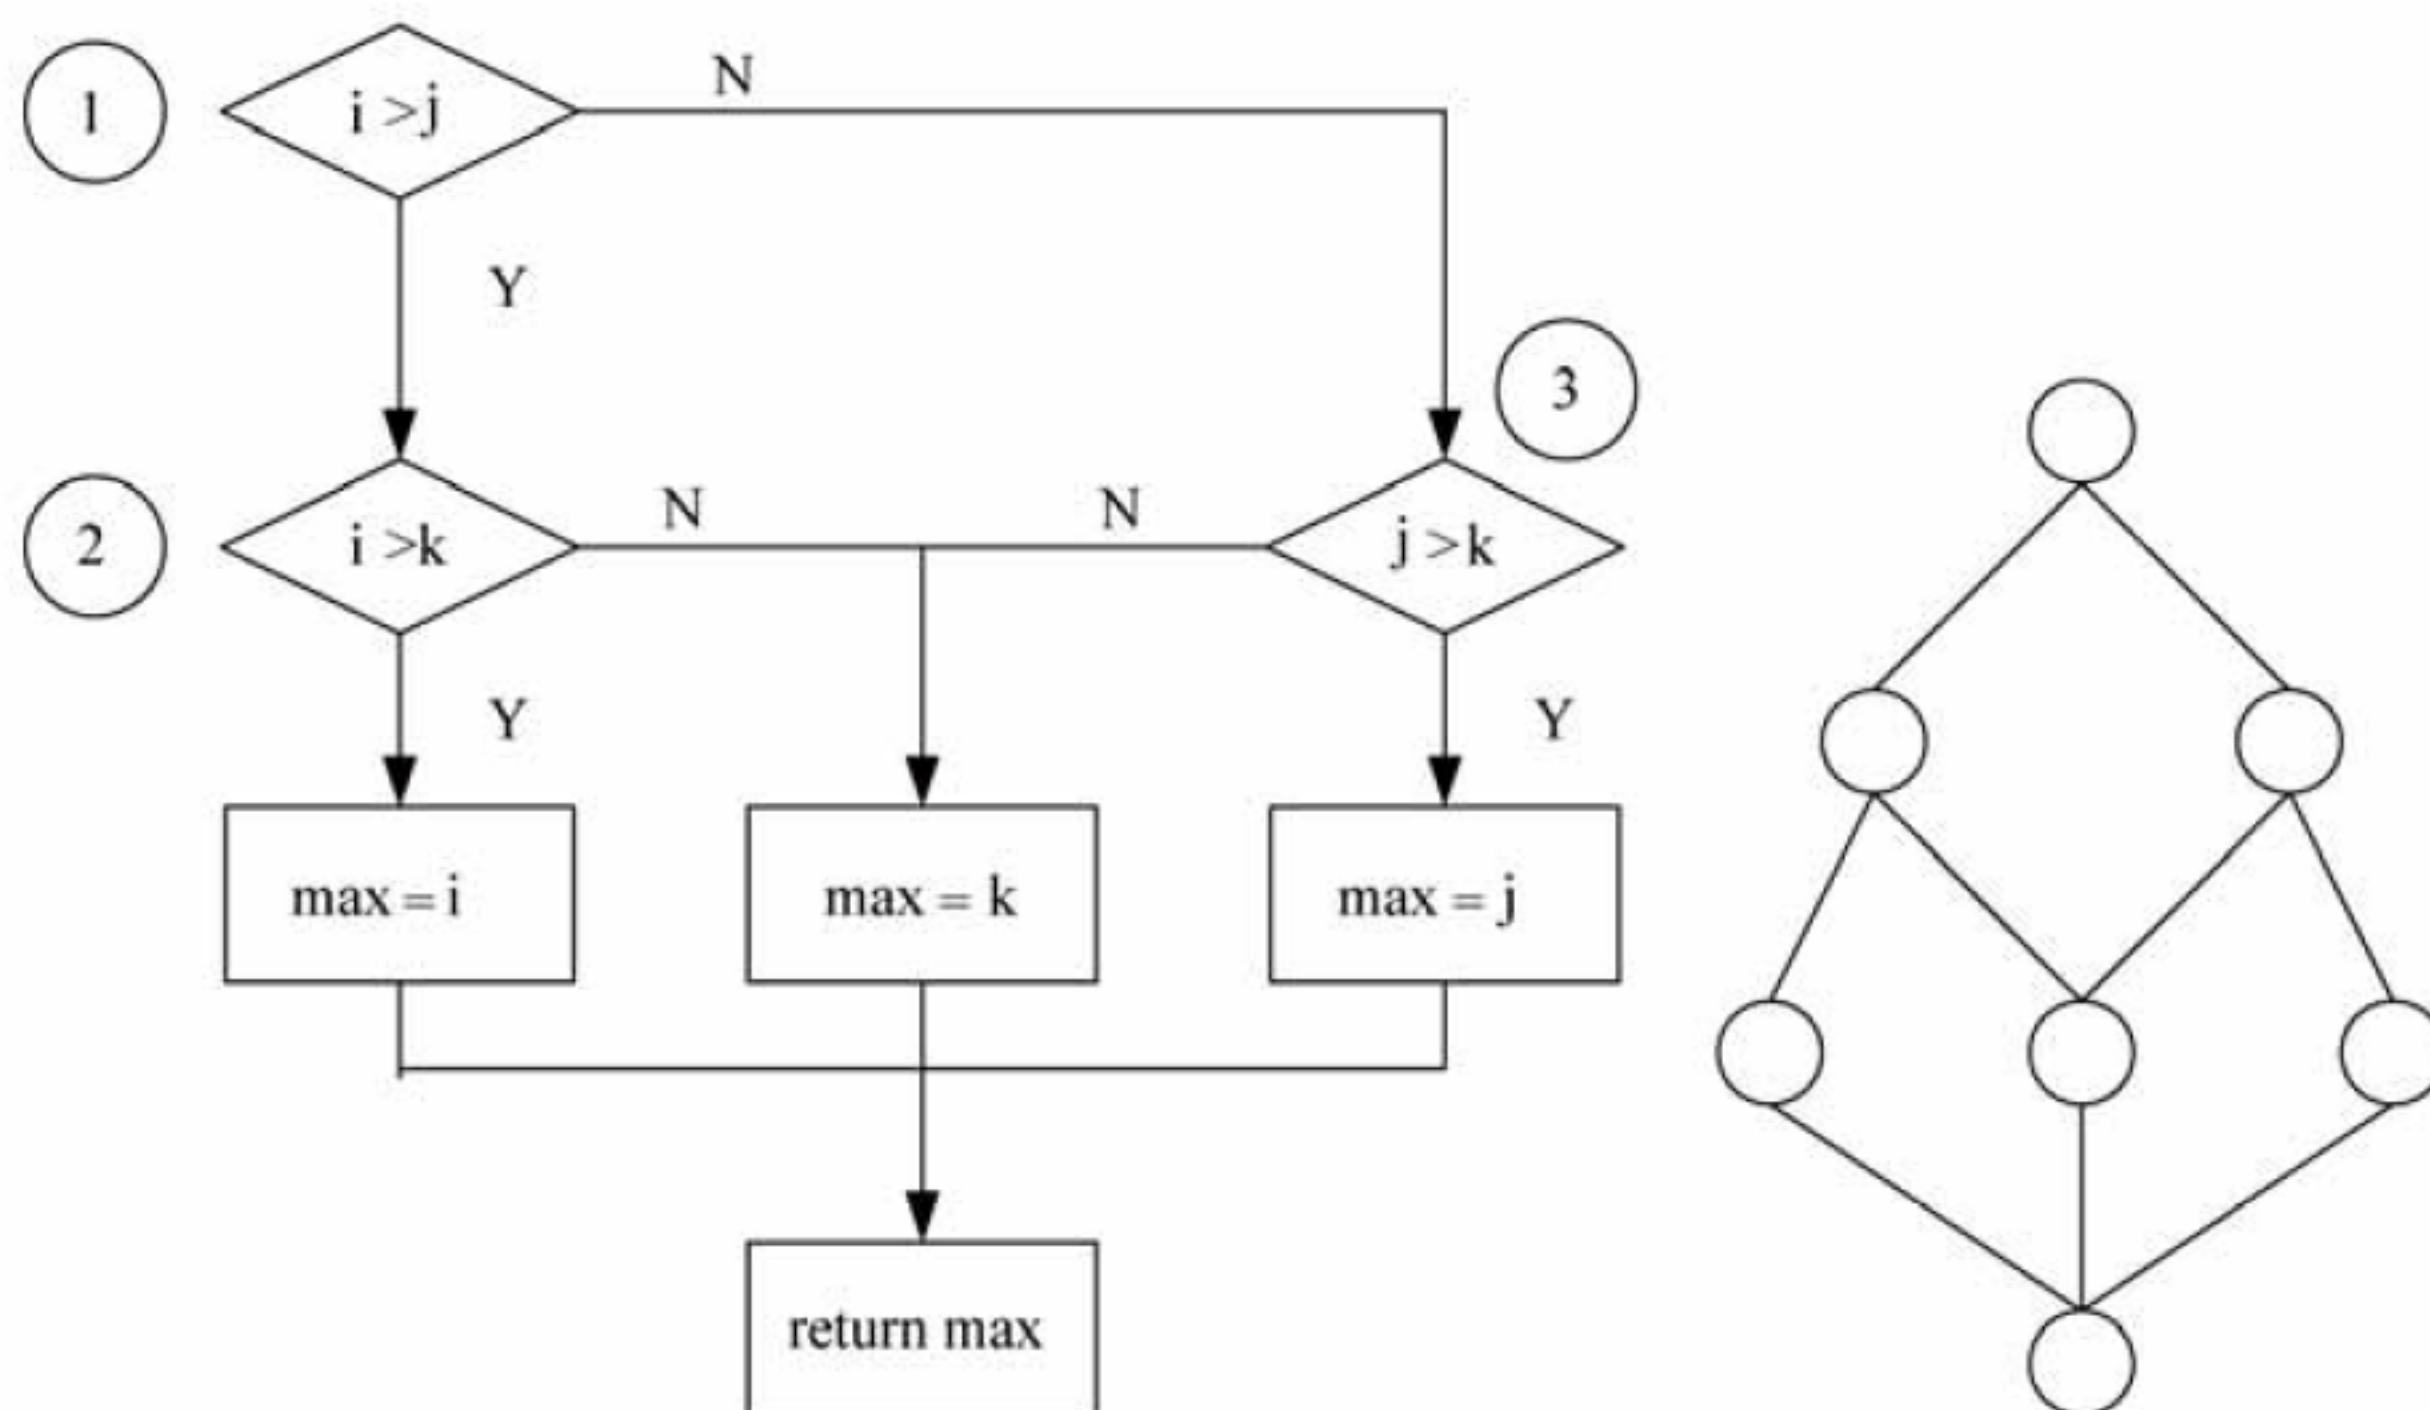 1
i >j
N
Y
3
2
i >k
N
N
j >k
Y
Y
max = i
max = k
max = j
return max